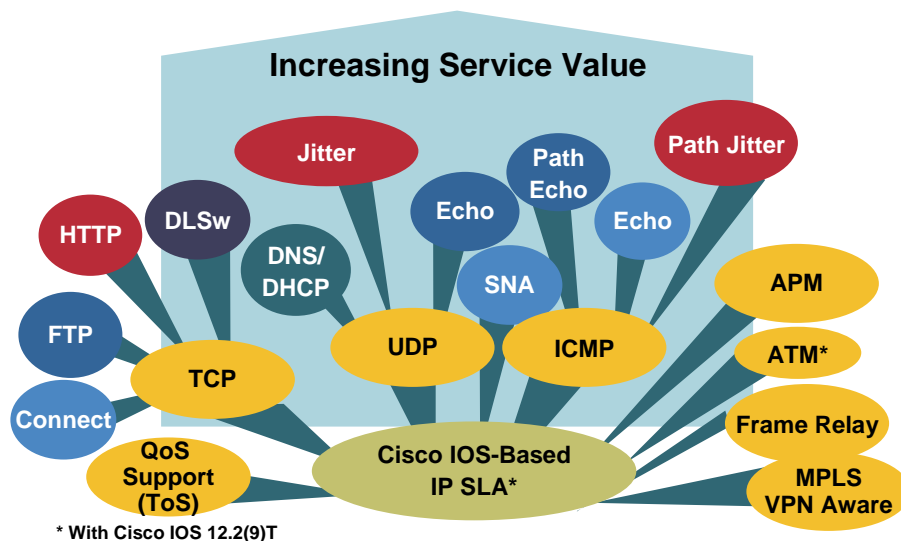 Increasing Service Value
Jitter
Path Jitter
Path
Echo
Echo
Echo
DLSw
HTTP
DNS/
DHCP
SNA
APM
FTP
UDP
ICMP
ATM*
TCP
Connect
Frame Relay
QoS
Support
(ToS)
Cisco IOS-Based
IP SLA*
MPLS
VPN Aware
* With Cisco IOS 12.2(9)T